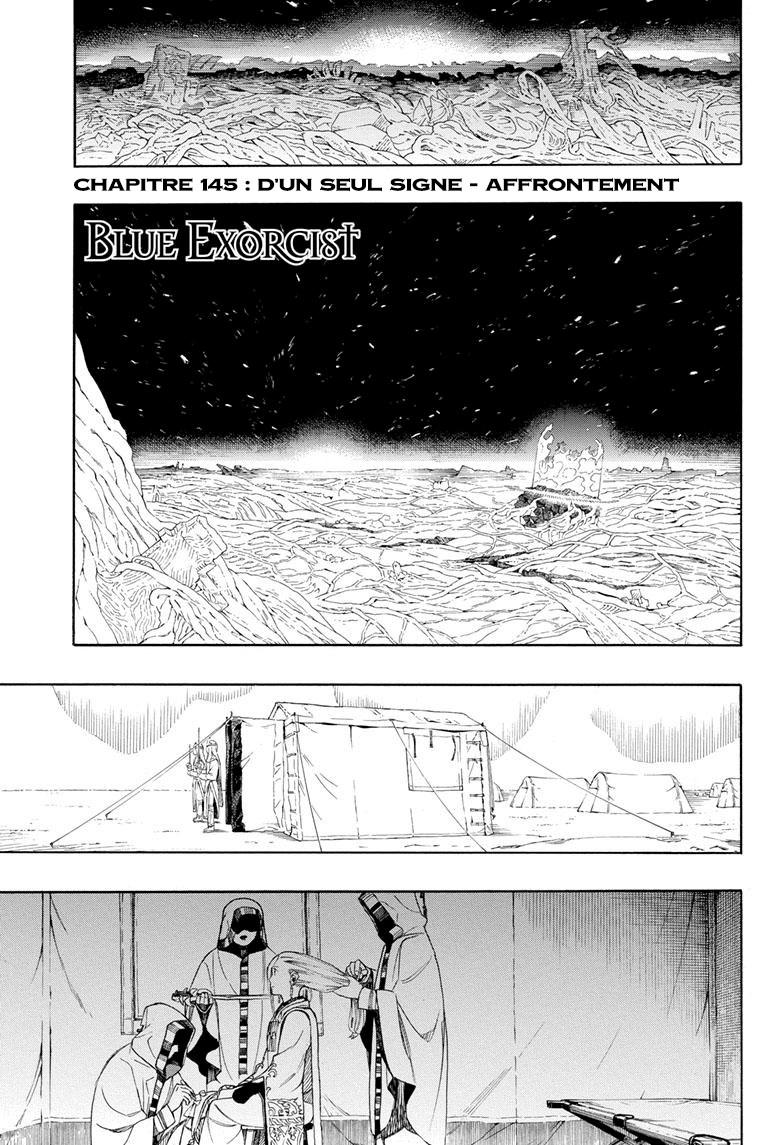 CHAPITRE 145 : D'UN SEUL SIGNE - AFFRONTEMENT
BLUE EXORCIST